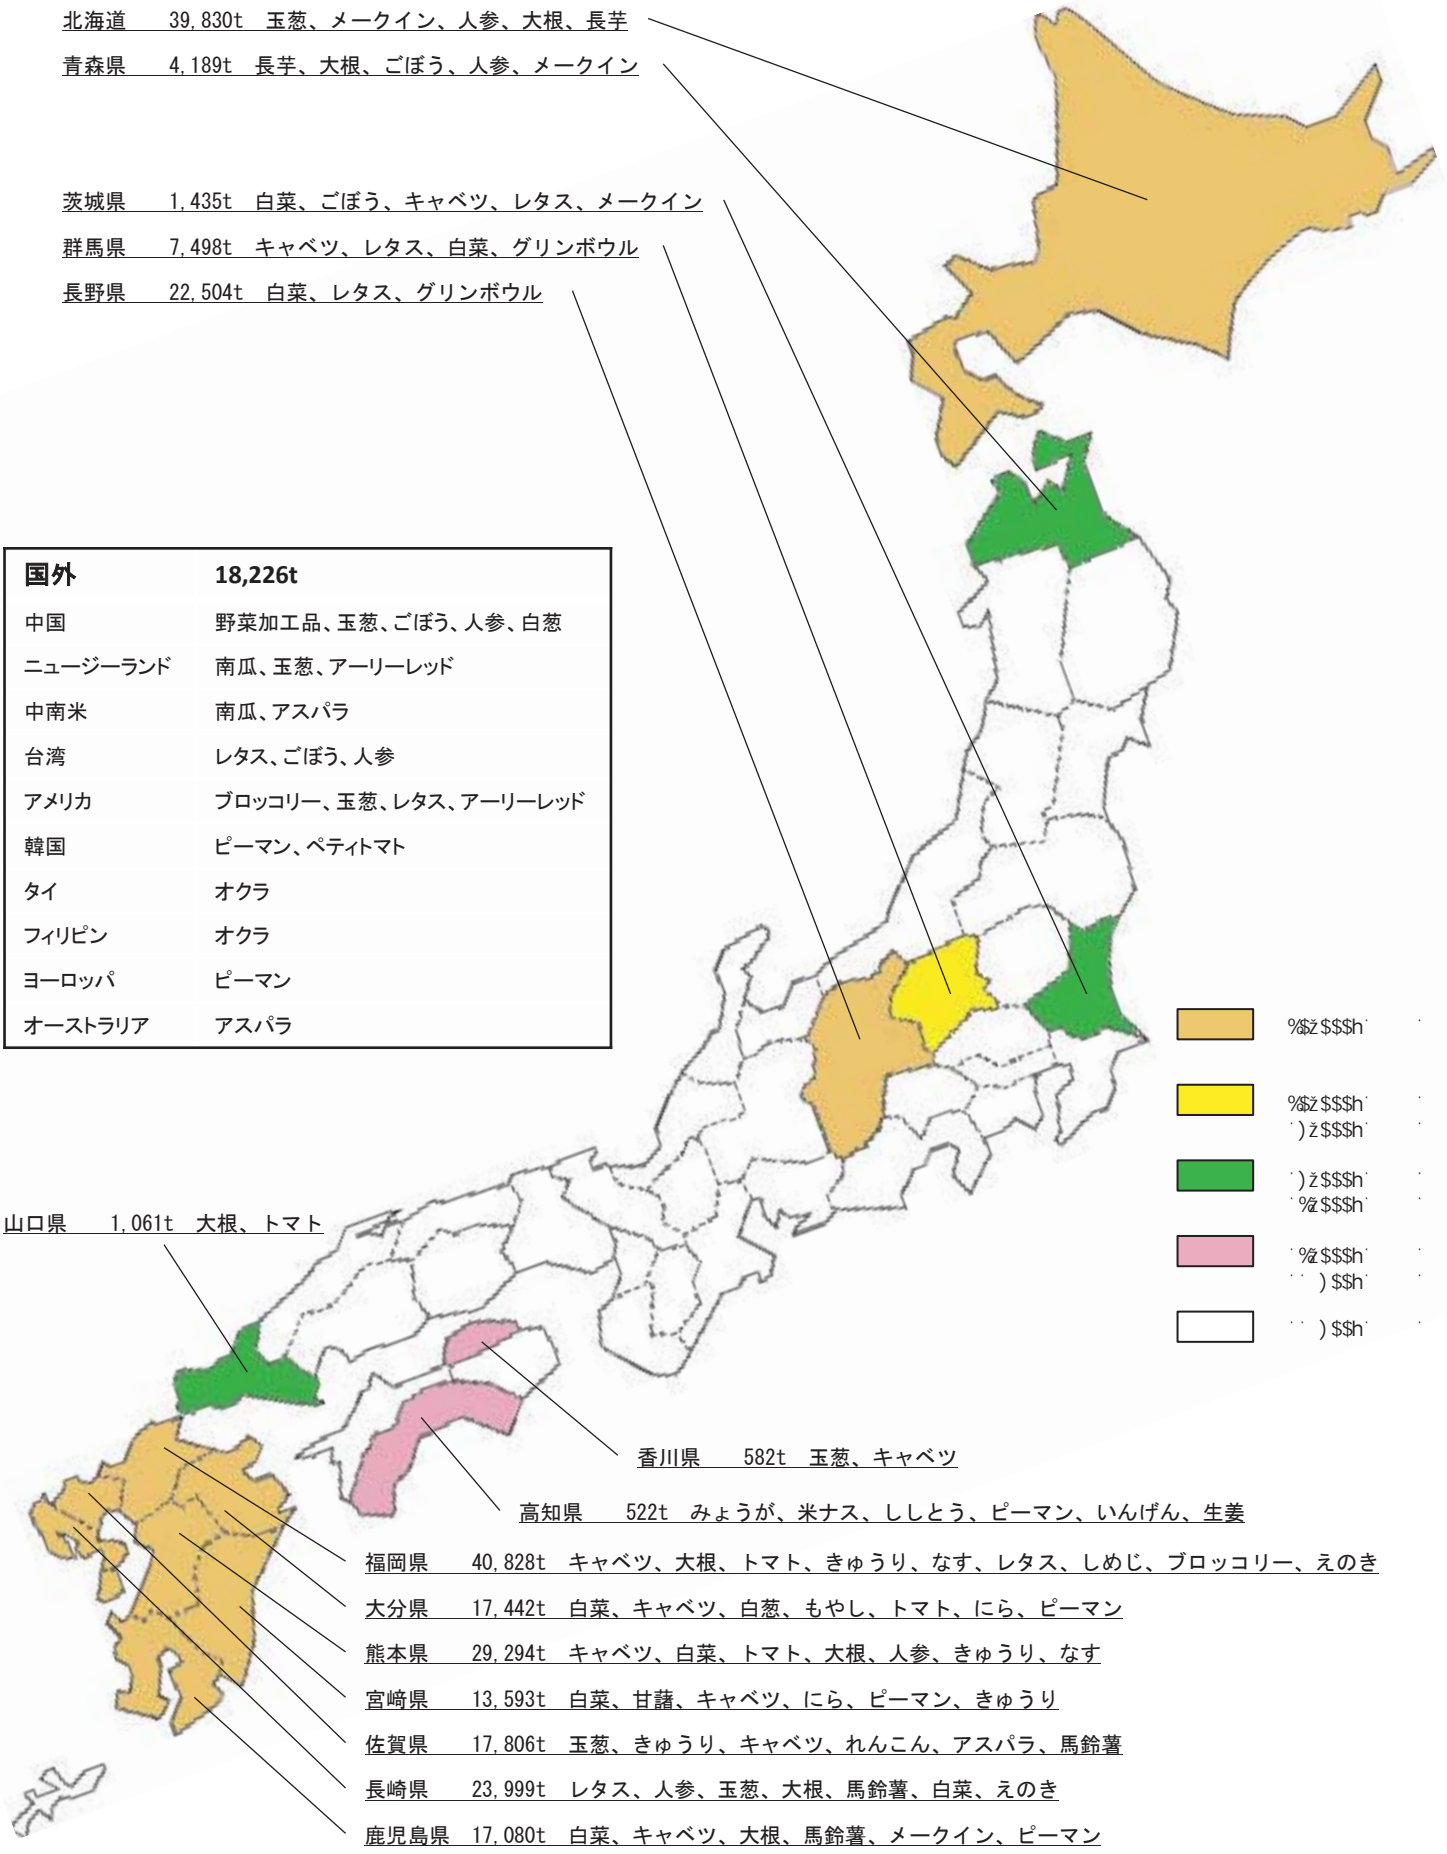 北海道 39,830t 玉葱、メークイン、人参、大根、長芋
青森県 4,189t 長芋、大根、ごぼう、人参、メークイン
茨城県 1,435t 白菜、ごぼう、キャベツ、レタス、メークイン
群馬県 7,498t キャベツ、レタス、白菜、グリンボウル
長野県 22,504t 白菜、レタス、グリンボウル
国外 18,226t
中国 野菜加工品、玉葱、ごぼう、人参、白葱
ニュージーランド 南瓜、玉葱、アーリーレッド
中南米 南瓜、アスパラ
台湾 レタス、ごぼう、人参
アメリカ ブロッコリー、玉葱、レタス、アーリーレッド
韓国 ピーマン、ペティトマト
タイ オクラ
フィリピン オクラ
ヨーロッパ ピーマン
オーストラリア アスパラ
山口県 1,061t 大根、トマト
香川県 582t 玉葱、キャベツ
高知県 522t みょうが、米ナス、ししとう、ピーマン、いんげん、生姜
福岡県 40,828t キャベツ、大根、トマト、きゅうり、なす、レタス、しめじ、ブロッコリー、えのき
大分県 17,442t 白菜、キャベツ、白葱、もやし、トマト、にら、ピーマン
熊本県 29,294t キャベツ、白菜、トマト、大根、人参、きゅうり、なす
宮﨑県 13,593t 白菜、甘藷、キャベツ、にら、ピーマン、きゅうり
佐賀県 17,806t 玉葱、きゅうり、キャベツ、れんこん、アスパラ、馬鈴薯
長崎県 23,999t レタス、人参、玉葱、大根、馬鈴薯、白菜、えのき
鹿児島県 17,080t 白菜、キャベツ、大根、馬鈴薯、メークイン、ピーマン